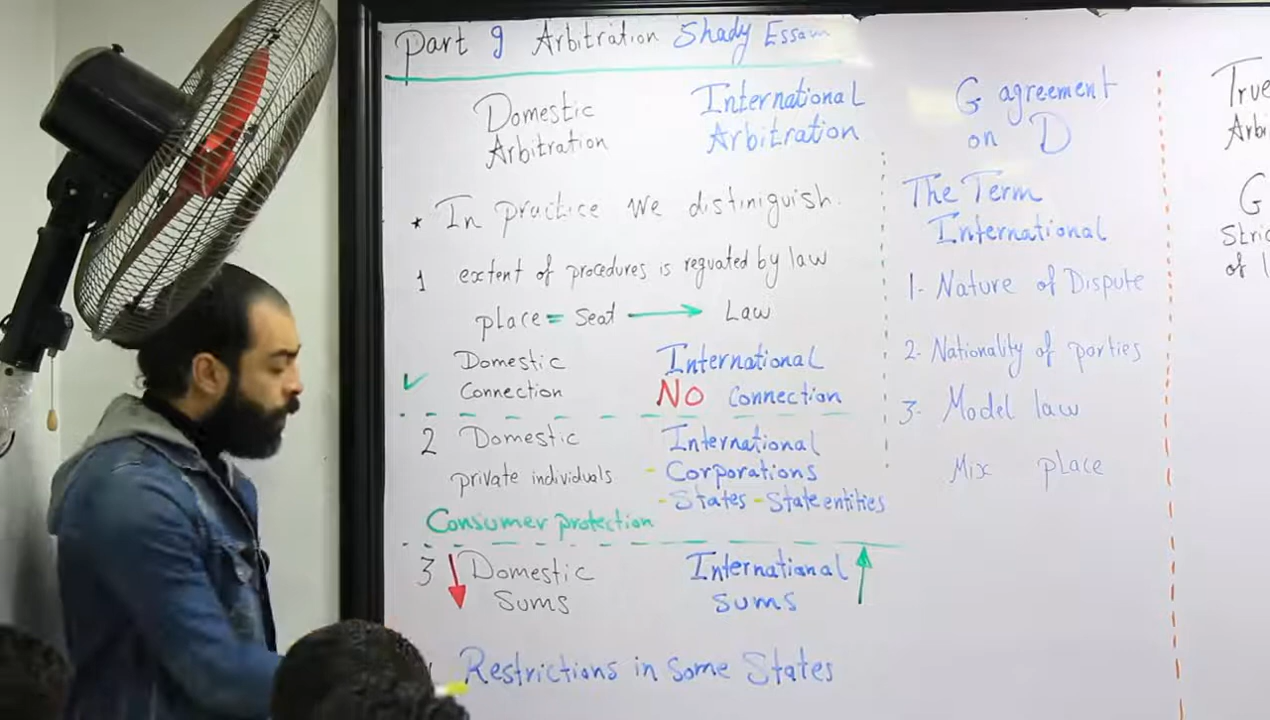 Part 9 Arbitration Shady Essam
Domestic
Arbitration
International
Arbitration
* In practice we distiniguish.
1 extent of procedures is reguated by law
place = Seat → Law
✓ Domestic
Connection
International
NO Connection
2 Domestic
private individuals
International
- Corporations
- States - State entities
Consumer protection
3 ↓ Domestic
Sums
International ↑
sums
Restrictions in some States
G agreement
on D
The Term
International
1- Nature of Dispute
2- Nationality of parties
3- Model law
Mix place
True
Arbi
G
Stric
of l